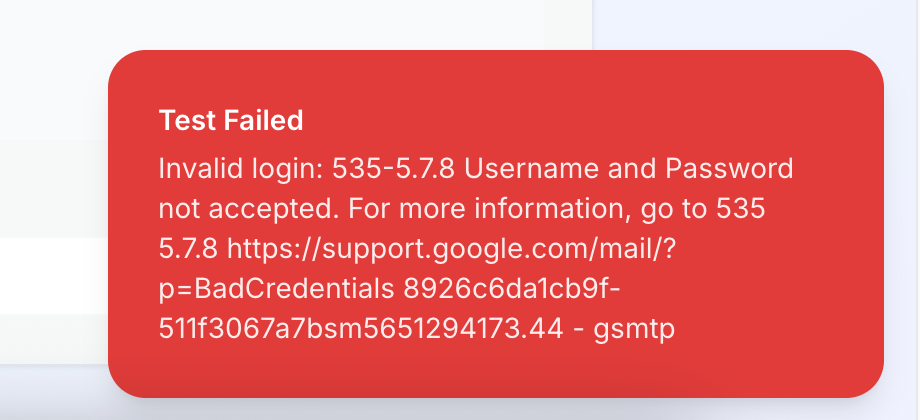 Test Failed
Invalid login: 535-5.7.8 Username and Password
not accepted. For more information, go to 535
5.7.8 https://support.google.com/mail/?
p=BadCredentials 8926c6da1cb9f-
511f3067a7bsm5651294173.44 - gsmtp